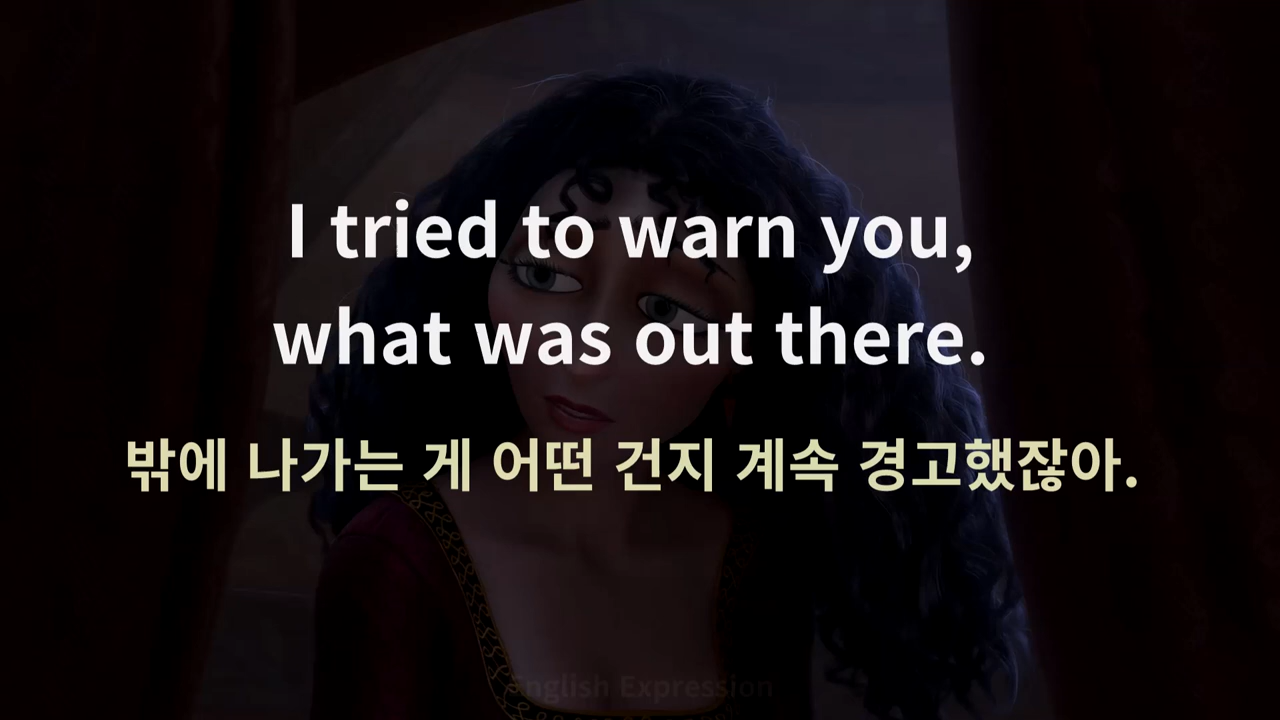 I tried to warn you,
what was out there.
밖에 나가는 게 어떤 건지 계속 경고했잖아.
English Expression